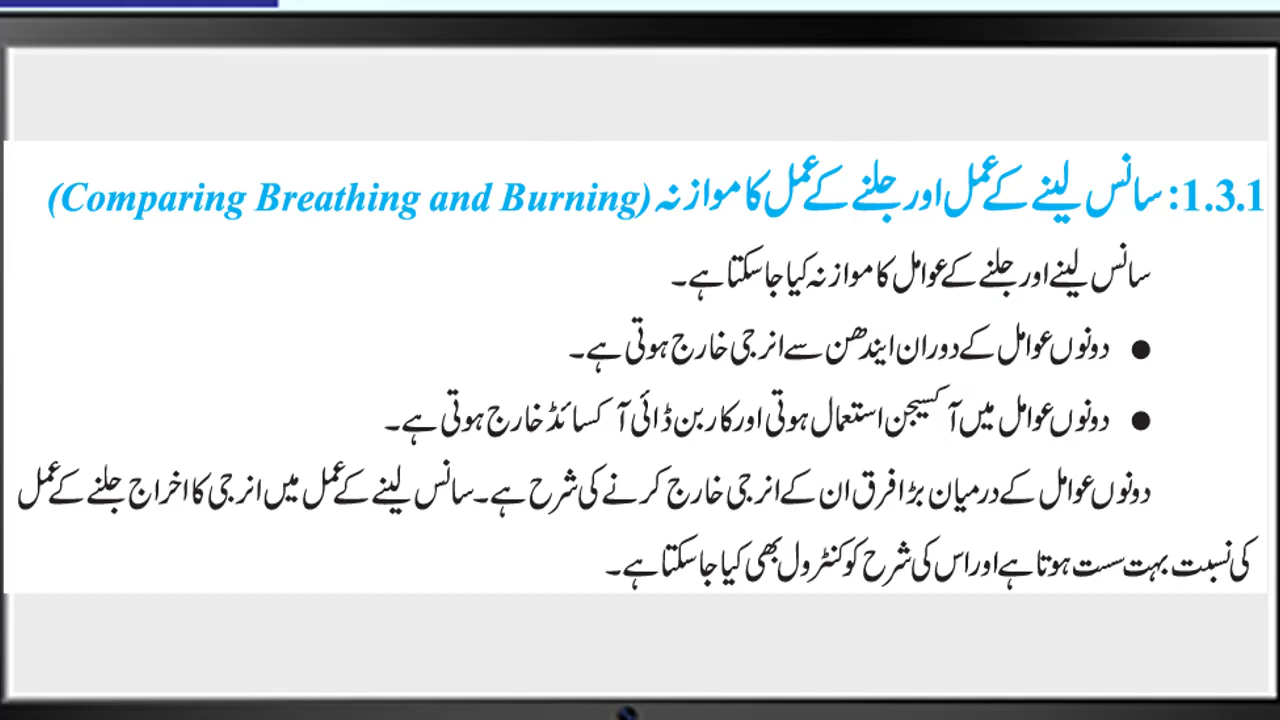 1.3.1: سانس لینے کے عمل اور جلنے کے عمل کا موازنہ (Comparing Breathing and Burning)
سانس لینے اور جلنے کے عوامل کا موازنہ کیا جا سکتا ہے۔
● دونوں عوامل کے دوران ایندھن سے انرجی خارج ہوتی ہے۔
● دونوں عوامل میں آکسیجن استعمال ہوتی اور کاربن ڈائی آکسائڈ خارج ہوتی ہے۔
دونوں عوامل کے درمیان بڑا فرق ان کے انرجی خارج کرنے کی شرح ہے۔ سانس لینے کے عمل میں انرجی کا اخراج جلنے کے عمل
کی نسبت بہت سست ہوتا ہے اور اس کی شرح کو کنٹرول بھی کیا جا سکتا ہے۔